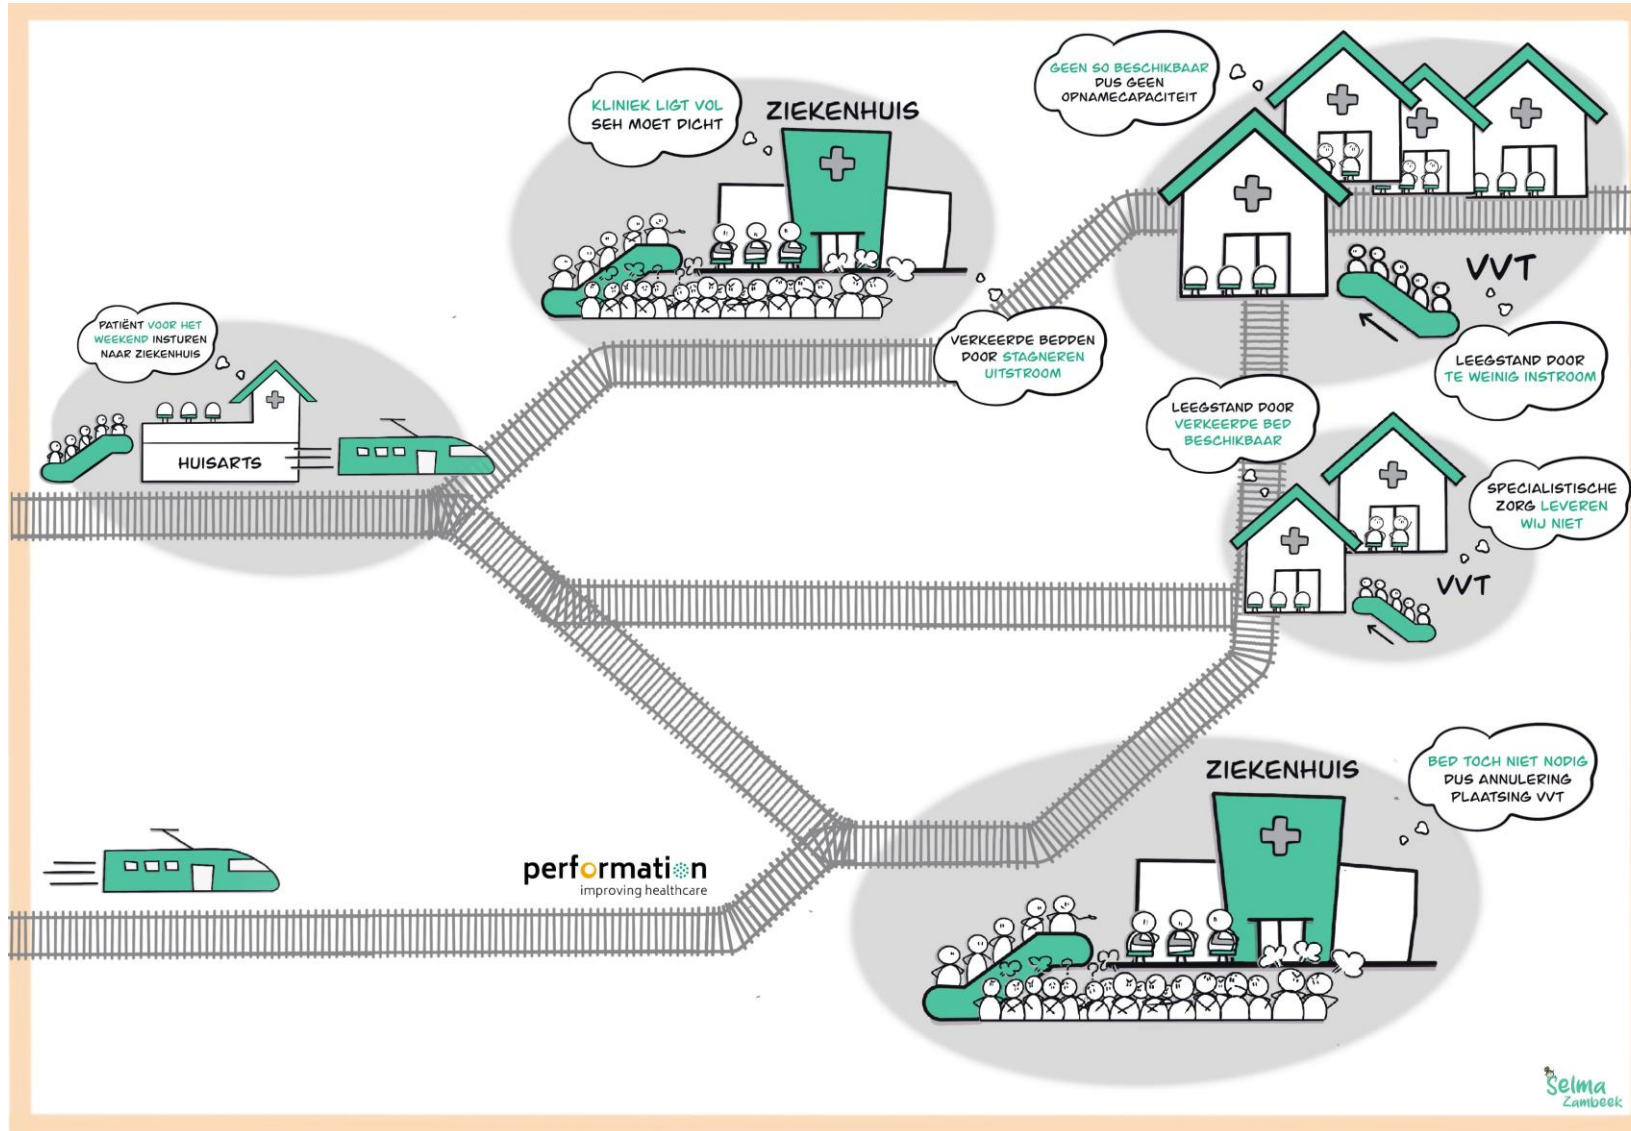 GEEN SO BESCHIKBAAR
DUS GEEN
OPNAMECAPACITEIT
KLINIEK LIGT VOL
SEH MOET DICHT
ZIEKENHUIS
VVT
PATIËNT VOOR HET
WEEKEND INSTUREN
NAAR ZIEKENHUIS
VERKEERDE BEDDEN
DOOR STAGNEREN
UITSTROOM
LEEGSTAND DOOR
TE WEINIG INSTROOM
LEEGSTAND DOOR
VERKEERDE BED
BESCHIKBAAR
HUISARTS
SPECIALISTISCHE
ZORG LEVEREN
WIJ NIET
VVT
ZIEKENHUIS
BED TOCH NIET NODIG
DUS ANNULERING
PLAATSING VVT
performation
improving healthcare
Selma
Zambeek